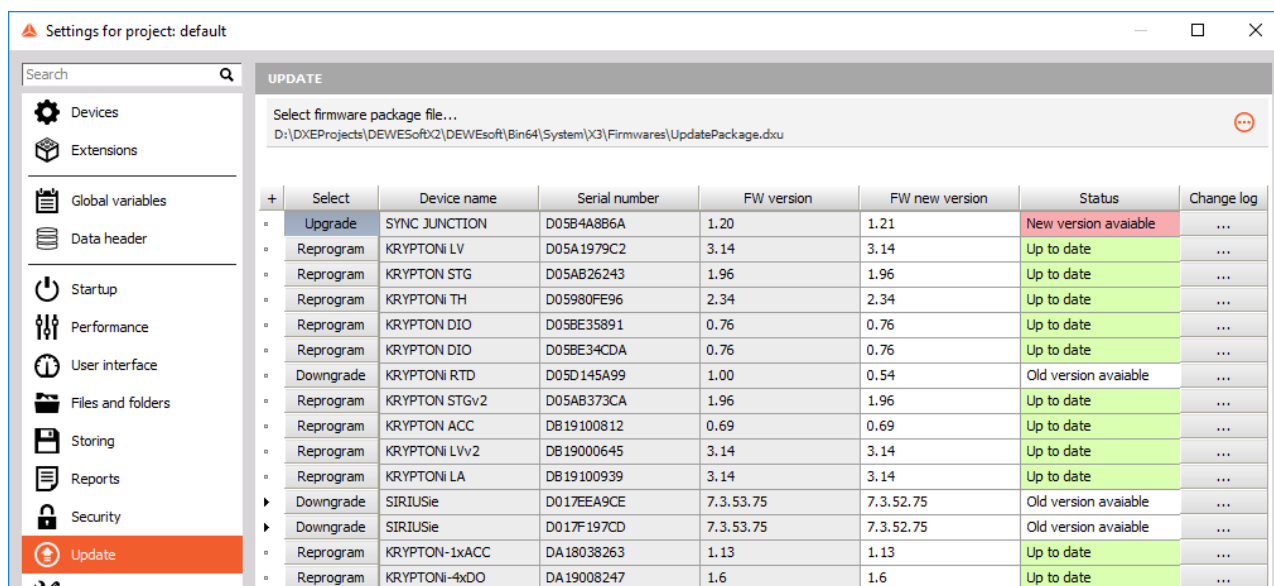 Settings for project: default
Search
Devices
Extensions
Global variables
Data header
Startup
Performance
User interface
Files and folders
Storing
Reports
Security
Update
UPDATE
Select firmware package file...
D:\DXEProjects\DEWESoftX2\DEWEsoft\Bin64\System\X3\Firmwares\UpdatePackage.dxu
+ Select Device name Serial number FW version FW new version Status Change log
Upgrade SYNC JUNCTION D05B4A8B6A 1.20 1.21 New version avaiable ...
Reprogram KRYPTONi LV D05A1979C2 3.14 3.14 Up to date ...
Reprogram KRYPTON STG D05AB26243 1.96 1.96 Up to date ...
Reprogram KRYPTONi TH D05980FE96 2.34 2.34 Up to date ...
Reprogram KRYPTON DIO D05BE35891 0.76 0.76 Up to date ...
Reprogram KRYPTON DIO D05BE34CDA 0.76 0.76 Up to date ...
Downgrade KRYPTONi RTD D05D145A99 1.00 0.54 Old version avaiable ...
Reprogram KRYPTON STGv2 D05AB373CA 1.96 1.96 Up to date ...
Reprogram KRYPTON ACC DB19100812 0.69 0.69 Up to date ...
Reprogram KRYPTONi LVv2 DB19000645 3.14 3.14 Up to date ...
Reprogram KRYPTONi LA DB19100939 3.14 3.14 Up to date ...
Downgrade SIRIUSie D017EEA9CE 7.3.53.75 7.3.52.75 Old version avaiable ...
Downgrade SIRIUSie D017F197CD 7.3.53.75 7.3.52.75 Old version avaiable ...
Reprogram KRYPTON-1xACC DA18038263 1.13 1.13 Up to date ...
Reprogram KRYPTONi-4xDO DA19008247 1.6 1.6 Up to date ...